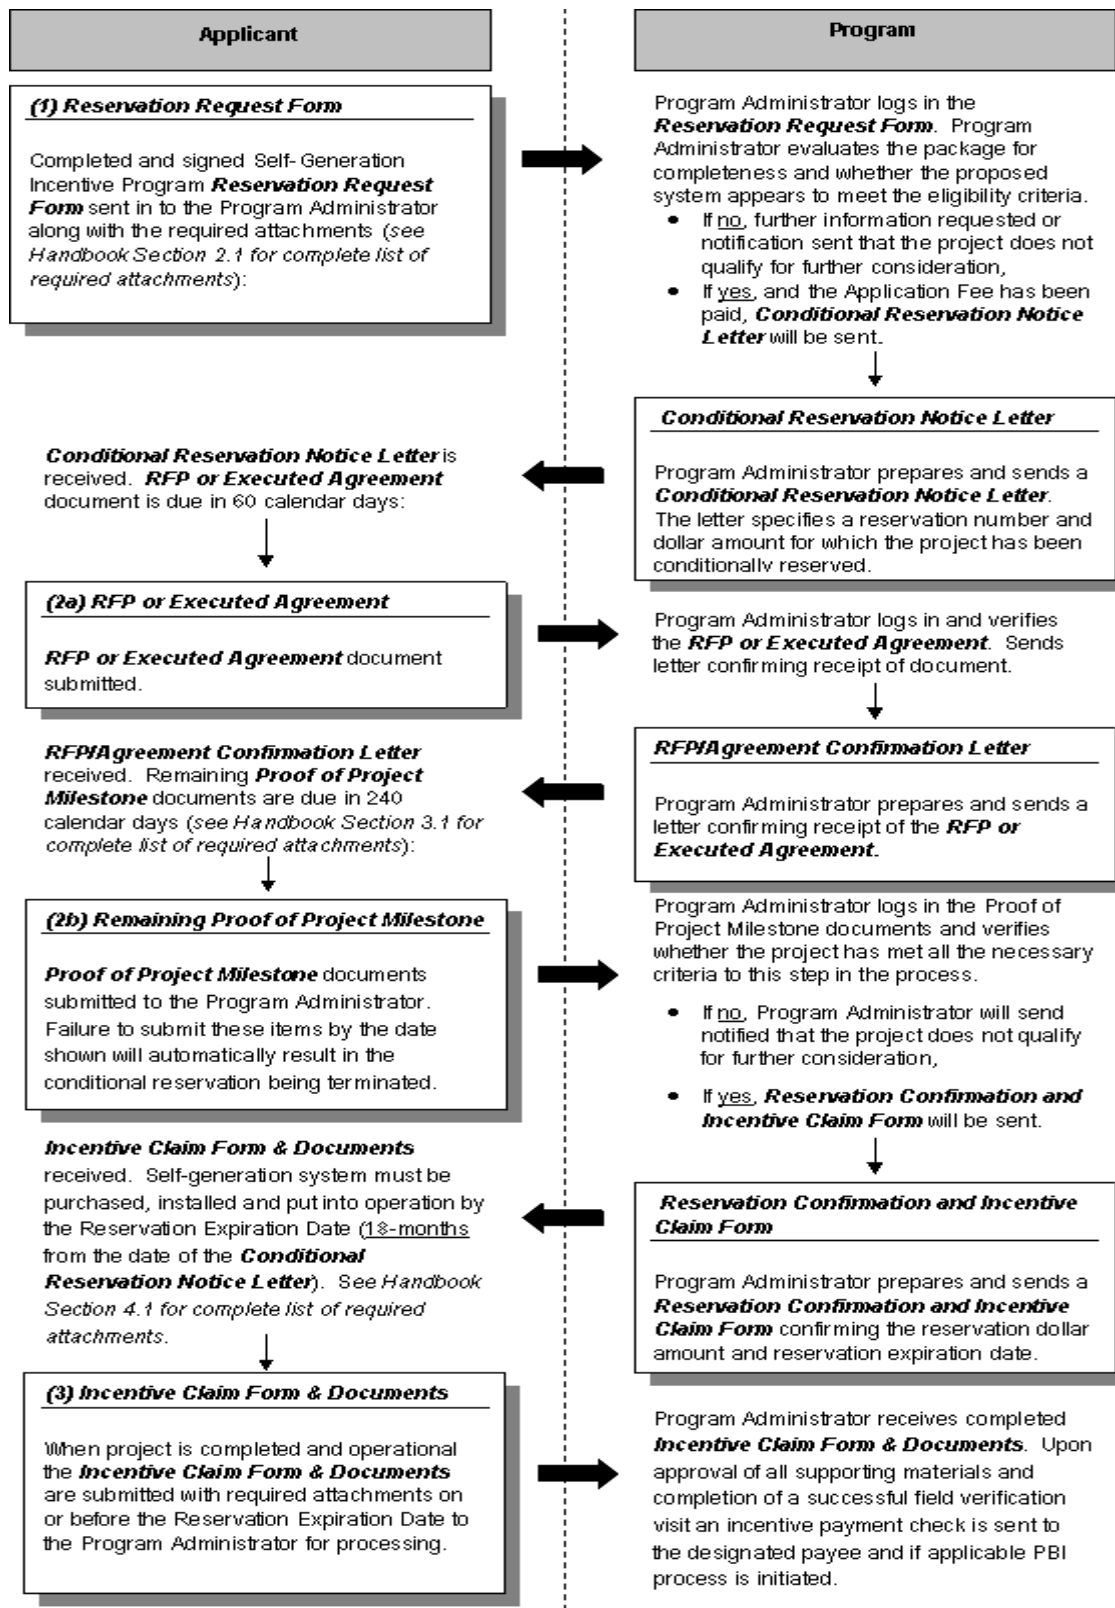 Applicant
Program
(1) Reservation Request Form
Completed and signed Self-Generation
Incentive Program Reservation Request
Form sent in to the Program Administrator
along with the required attachments (see
Handbook Section 2.1 for complete list of
required attachments):
Program Administrator logs in the
Reservation Request Form. Program
Administrator evaluates the package for
completeness and whether the proposed
system appears to meet the eligibility criteria.
• If no, further information requested or
notification sent that the project does not
qualify for further consideration,
• If yes, and the Application Fee has been
paid, Conditional Reservation Notice
Letter will be sent.
Conditional Reservation Notice Letter
Program Administrator prepares and sends a
Conditional Reservation Notice Letter.
The letter specifies a reservation number and
dollar amount for which the project has been
conditionally reserved.
Conditional Reservation Notice Letter is
received. RFP or Executed Agreement
document is due in 60 calendar days:
(2a) RFP or Executed Agreement
RFP or Executed Agreement document
submitted.
Program Administrator logs in and verifies
the RFP or Executed Agreement. Sends
letter confirming receipt of document.
RFP/Agreement Confirmation Letter
Program Administrator prepares and sends a
letter confirming receipt of the RFP or
Executed Agreement.
RFP/Agreement Confirmation Letter
received. Remaining Proof of Project
Milestone documents are due in 240
calendar days (see Handbook Section 3.1 for
complete list of required attachments):
(2b) Remaining Proof of Project Milestone
Proof of Project Milestone documents
submitted to the Program Administrator.
Failure to submit these items by the date
shown will automatically result in the
conditional reservation being terminated.
Program Administrator logs in the Proof of
Project Milestone documents and verifies
whether the project has met all the necessary
criteria to this step in the process.
• If no, Program Administrator will send
notified that the project does not qualify
for further consideration,
• If yes, Reservation Confirmation and
Incentive Claim Form will be sent.
Reservation Confirmation and Incentive
Claim Form
Program Administrator prepares and sends a
Reservation Confirmation and Incentive
Claim Form confirming the reservation dollar
amount and reservation expiration date.
Incentive Claim Form & Documents
received. Self-generation system must be
purchased, installed and put into operation by
the Reservation Expiration Date (18-months
from the date of the Conditional
Reservation Notice Letter). See Handbook
Section 4.1 for complete list of required
attachments.
(3) Incentive Claim Form & Documents
When project is completed and operational
the Incentive Claim Form & Documents
are submitted with required attachments on
or before the Reservation Expiration Date to
the Program Administrator for processing.
Program Administrator receives completed
Incentive Claim Form & Documents. Upon
approval of all supporting materials and
completion of a successful field verification
visit an incentive payment check is sent to
the designated payee and if applicable PBI
process is initiated.